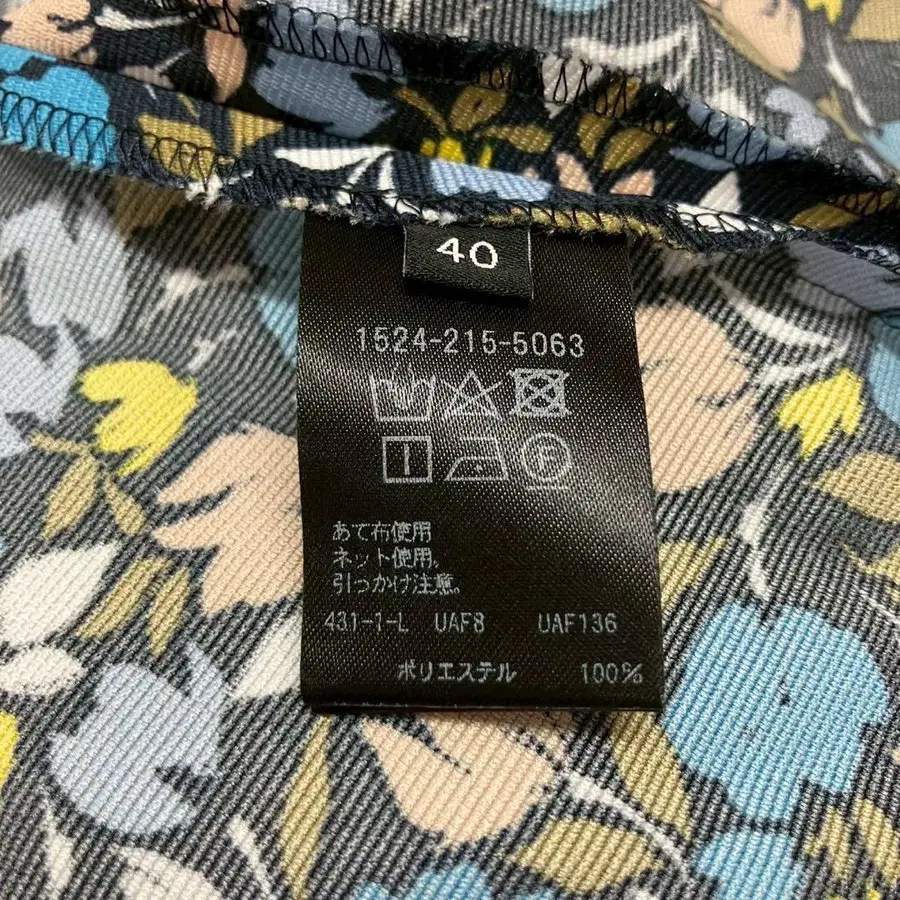 40
1524-215-5063
F
あて布使用
ネット使用.
引っかけ注意。
431-1-L UAF8 UAF136
ポリエステル 100%